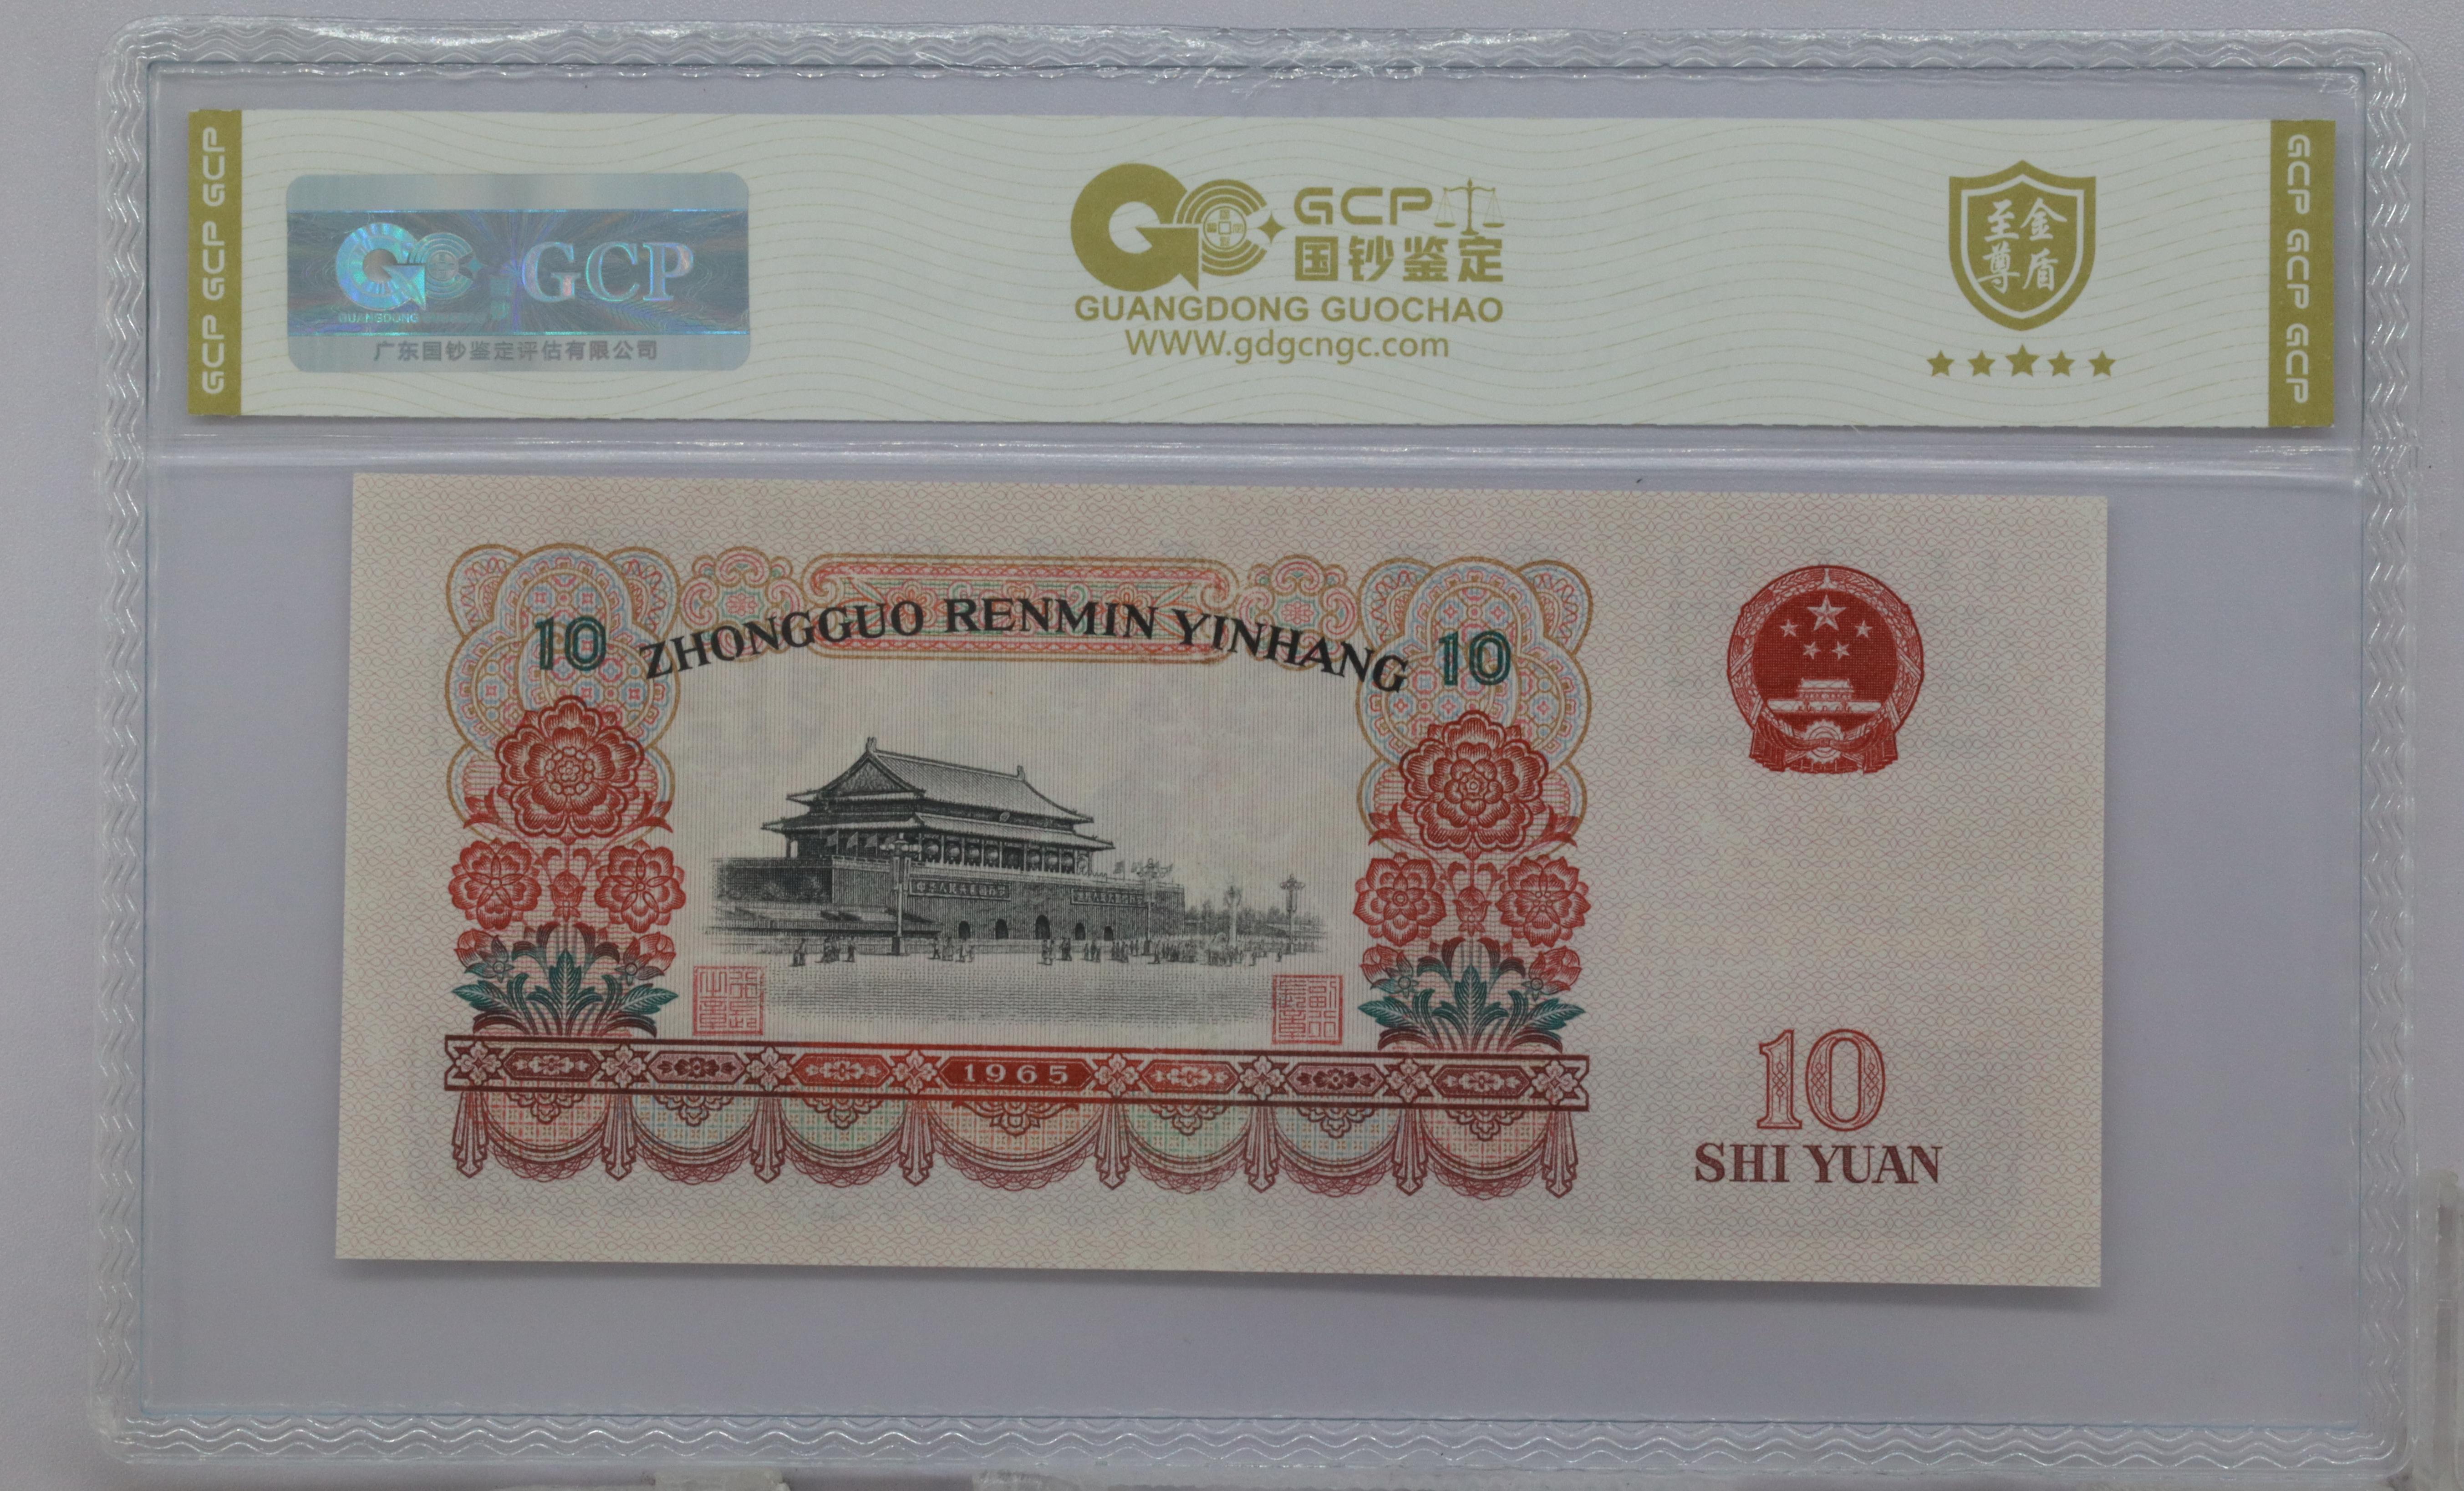 GCP GCP GCP
GCP
GUANGDONG
广东国钞鉴定评估有限公司
GCP
国钞鉴定
GUANGDONG GUOCHAO
WWW.gdgcngc.com
至尊金盾
GCP GCP GCP
10 ZHONGGUO RENMIN YINHANG 10
1965
10
SHI YUAN